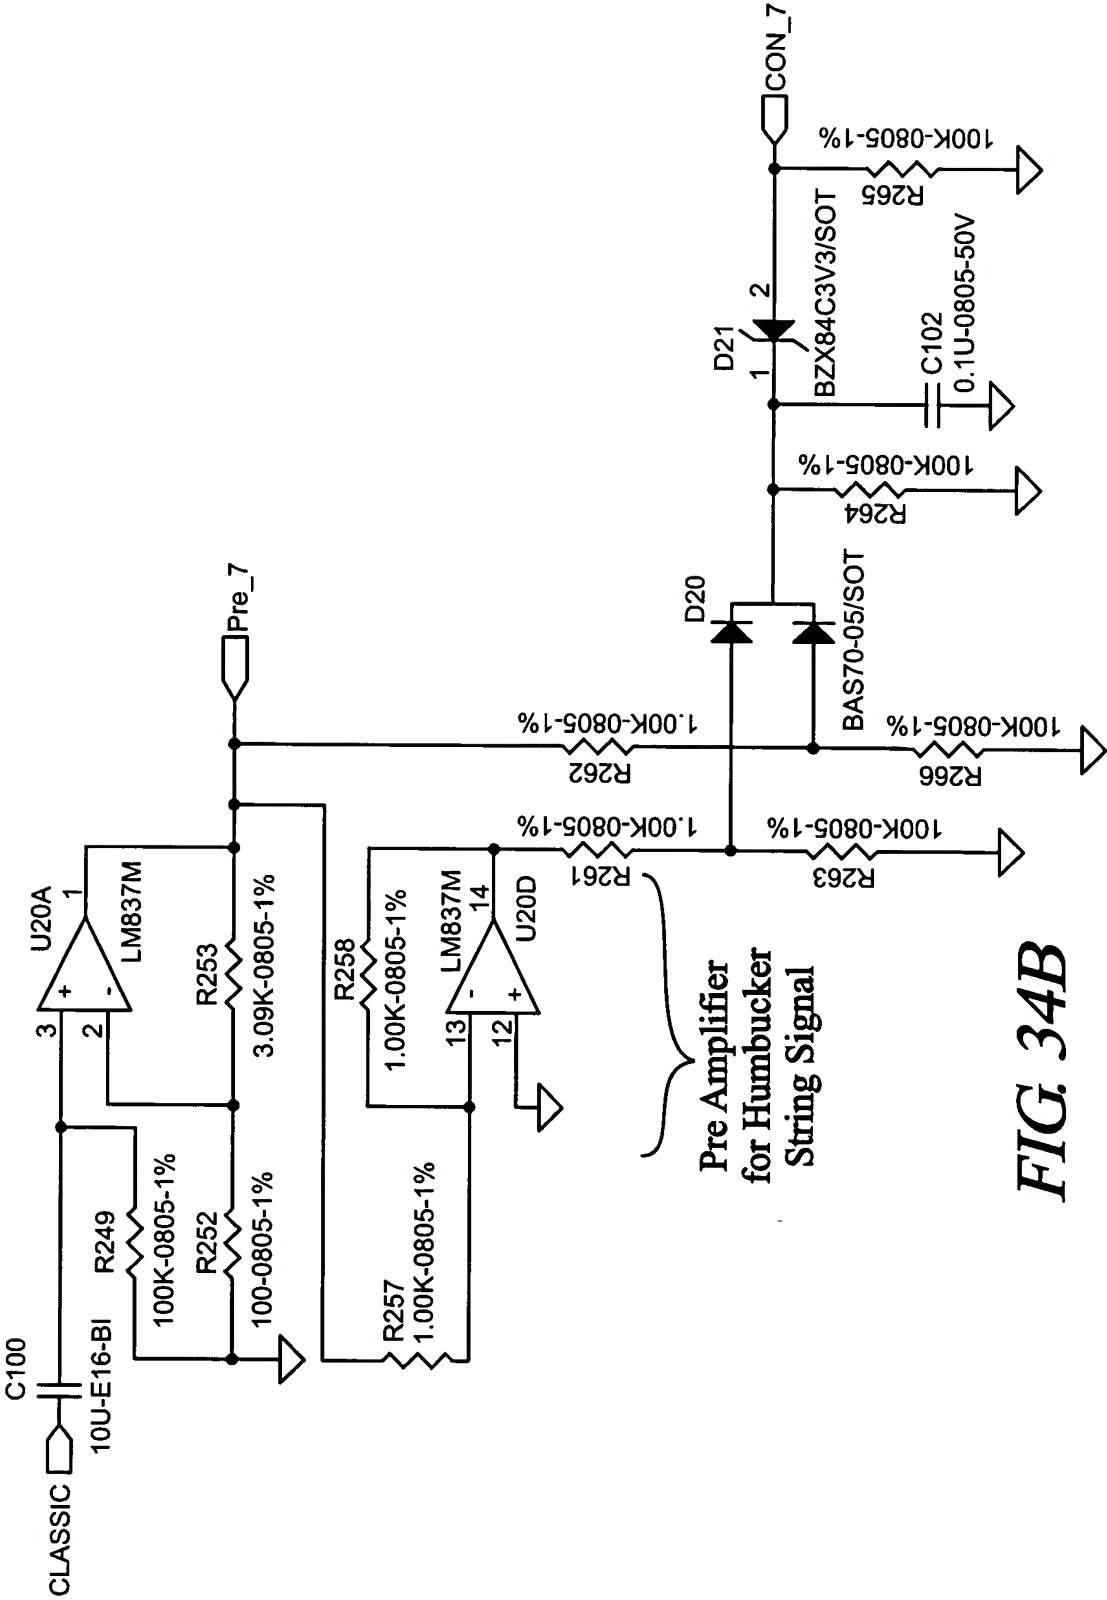 CLASSIC
C100
10U-E16-BI
R249
100K-0805-1%
R252
100-0805-1%
3
2
+
-
U20A
1
LM837M
R253
3.09K-0805-1%
Pre_7
R257
1.00K-0805-1%
R258
1.00K-0805-1%
13
12
-
+
LM837M
14
U20D
R261
1.00K-0805-1%
R262
1.00K-0805-1%
R263
100K-0805-1%
R266
100K-0805-1%
D20
BAS70-05/SOT
R264
100K-0805-1%
D21
1
2
BZX84C3V3/SOT
C102
0.1U-0805-50V
R265
100K-0805-1%
CON_7
Pre Amplifier
for Humbucker
String Signal
FIG. 34B